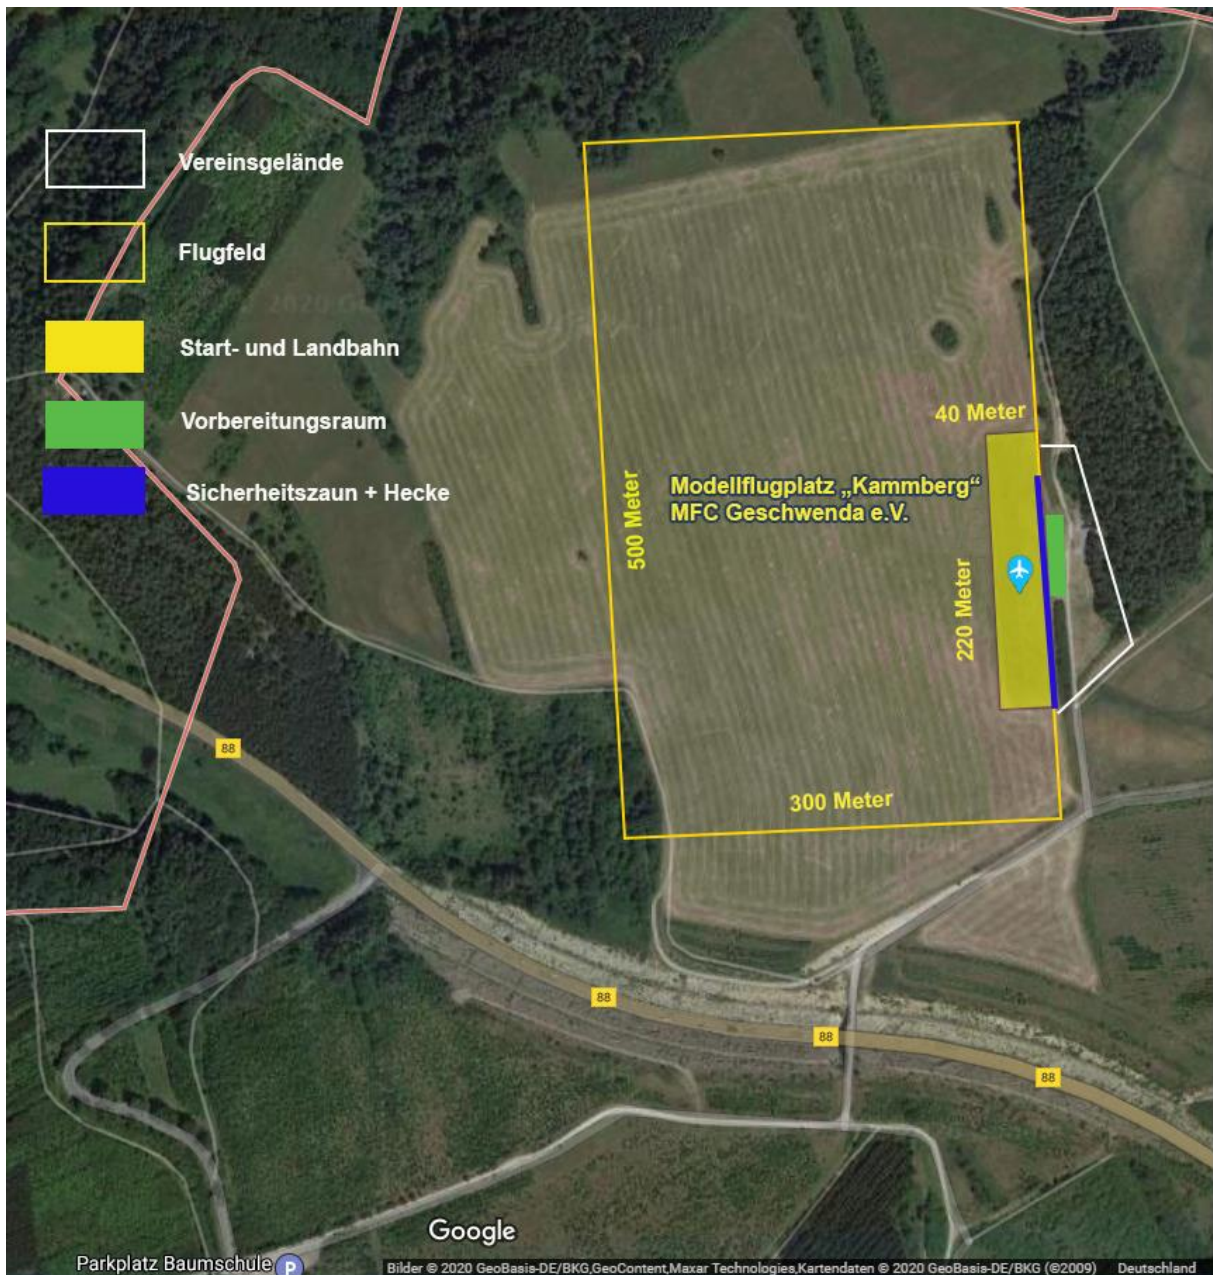 Vereinsgelände
Flugfeld
Start- und Landbahn
Vorbereitungsraum
Sicherheitszaun + Hecke
40 Meter
Modellflugplatz „Kammberg“
MFC Geschwenda e.V.
500 Meter
220 Meter
300 Meter
88
88
88
88
Google
Parkplatz Baumschule P
Bilder © 2020 GeoBasis-DE/BKG,GeoContent,Maxar Technologies,Kartendaten © 2020 GeoBasis-DE/BKG (©2009) Deutschland